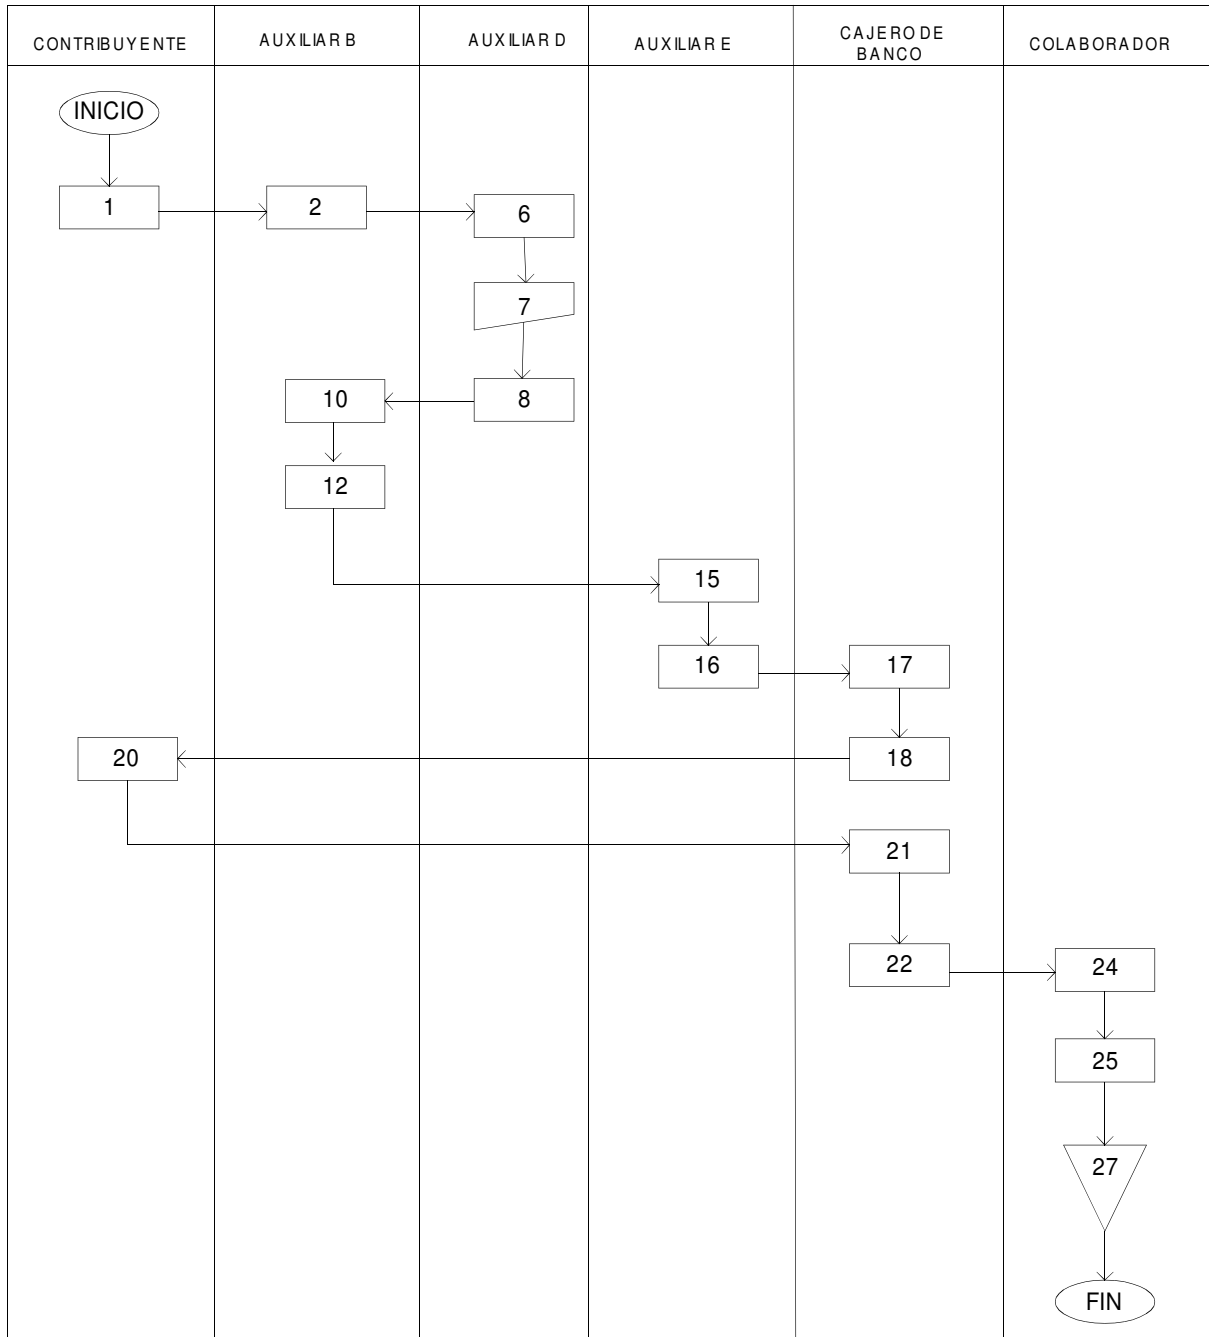 CONTRIBUYENTE
AUXILIAR B
AUXILIAR D
AUXILIAR E
CAJERO DE
BANCO
COLABORADOR
INICIO
1
2
6
7
8
10
12
15
16
17
18
20
21
22
24
25
27
FIN